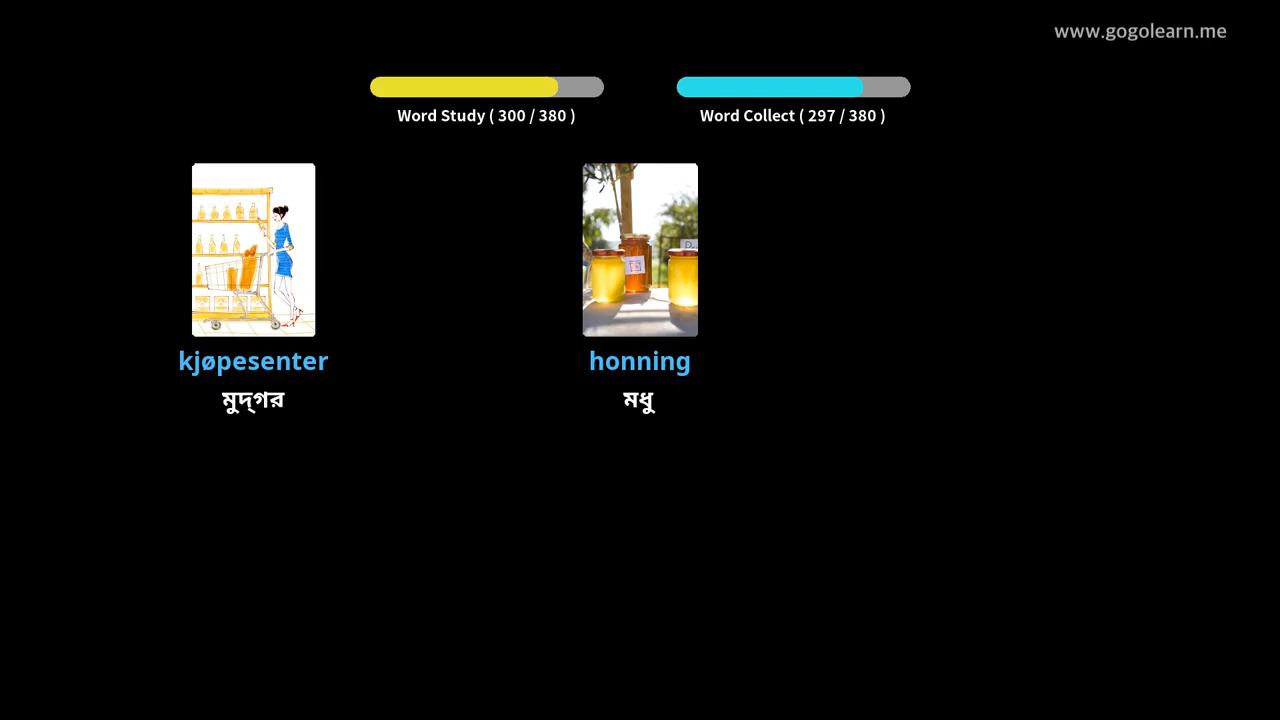 www.gogolearn.me
Word Study ( 300 / 380 )
Word Collect ( 297 / 380 )
kjøpesenter
মুদ্গর
honning
মধু